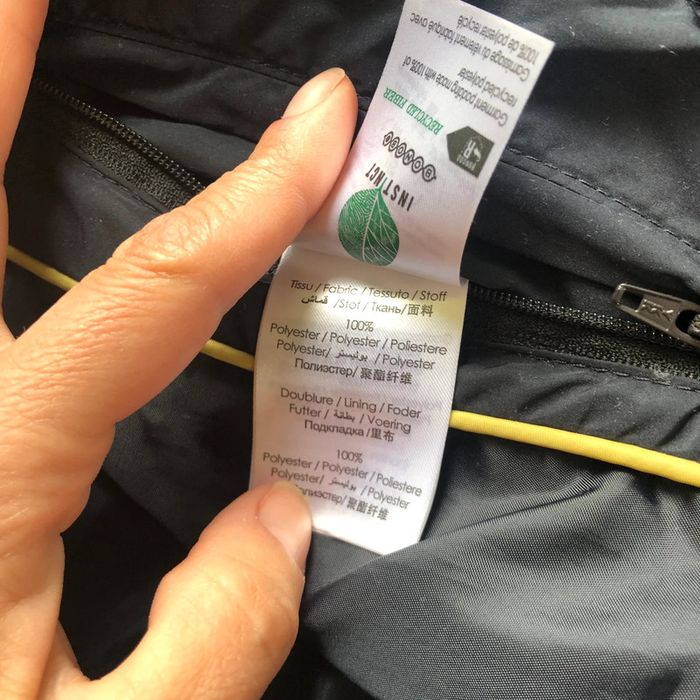 INSTINCT
BONOBO
RECYCLED FIBER
Garment padding made with 100% of
recycled polyester
Garnissage du vêtement fabriqué avec
100% de polyester recyclé
Tissu / Fabric / Tessuto / Stoff
قماش /Stof / Ткань/面料
100%
Polyester / Polyester / Poliestere
Polyester/ بوليستر / Polyester
Полиэстер/ 聚酯纤维
Doublure / Lining / Foder
Futter / بطانة / Voering
Подкладка/里布
100%
Polyester / Polyester / Poliestere
Polyester/ بوليستر / Polyester
Полиэстер/聚酯纤维